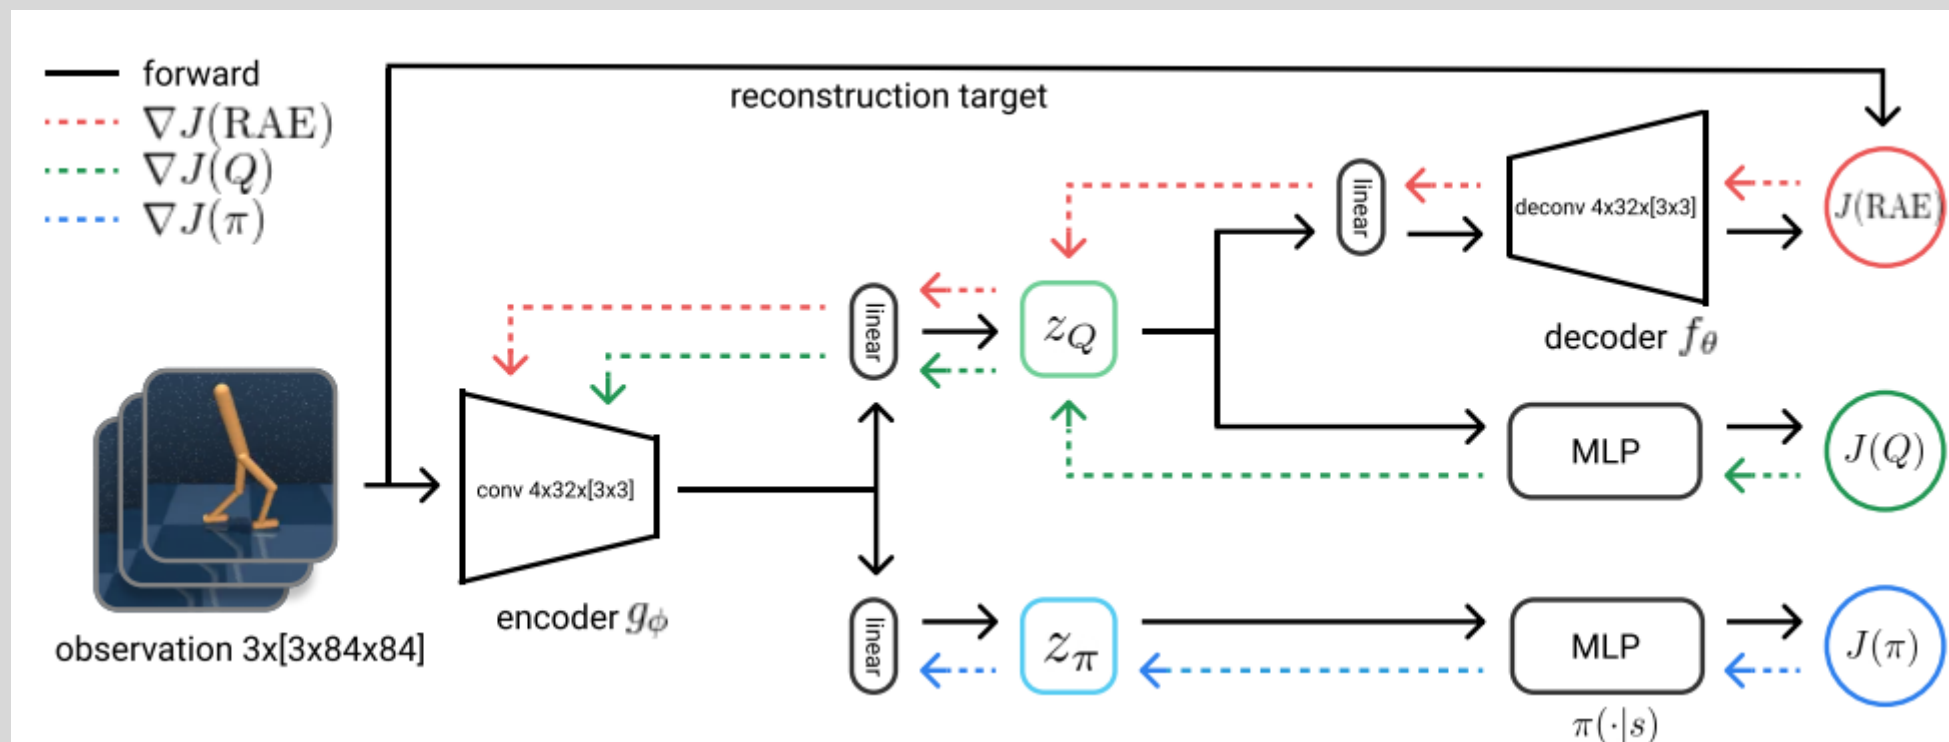 forward
∇J(RAE)
∇J(Q)
∇J(π)
reconstruction target
linear
deconv 4x32x[3x3]
J(RAE)
decoder f_θ
linear
z_Q
MLP
J(Q)
conv 4x32x[3x3]
encoder g_ϕ
observation 3x[3x84x84]
linear
z_π
MLP
J(π)
π(·|s)